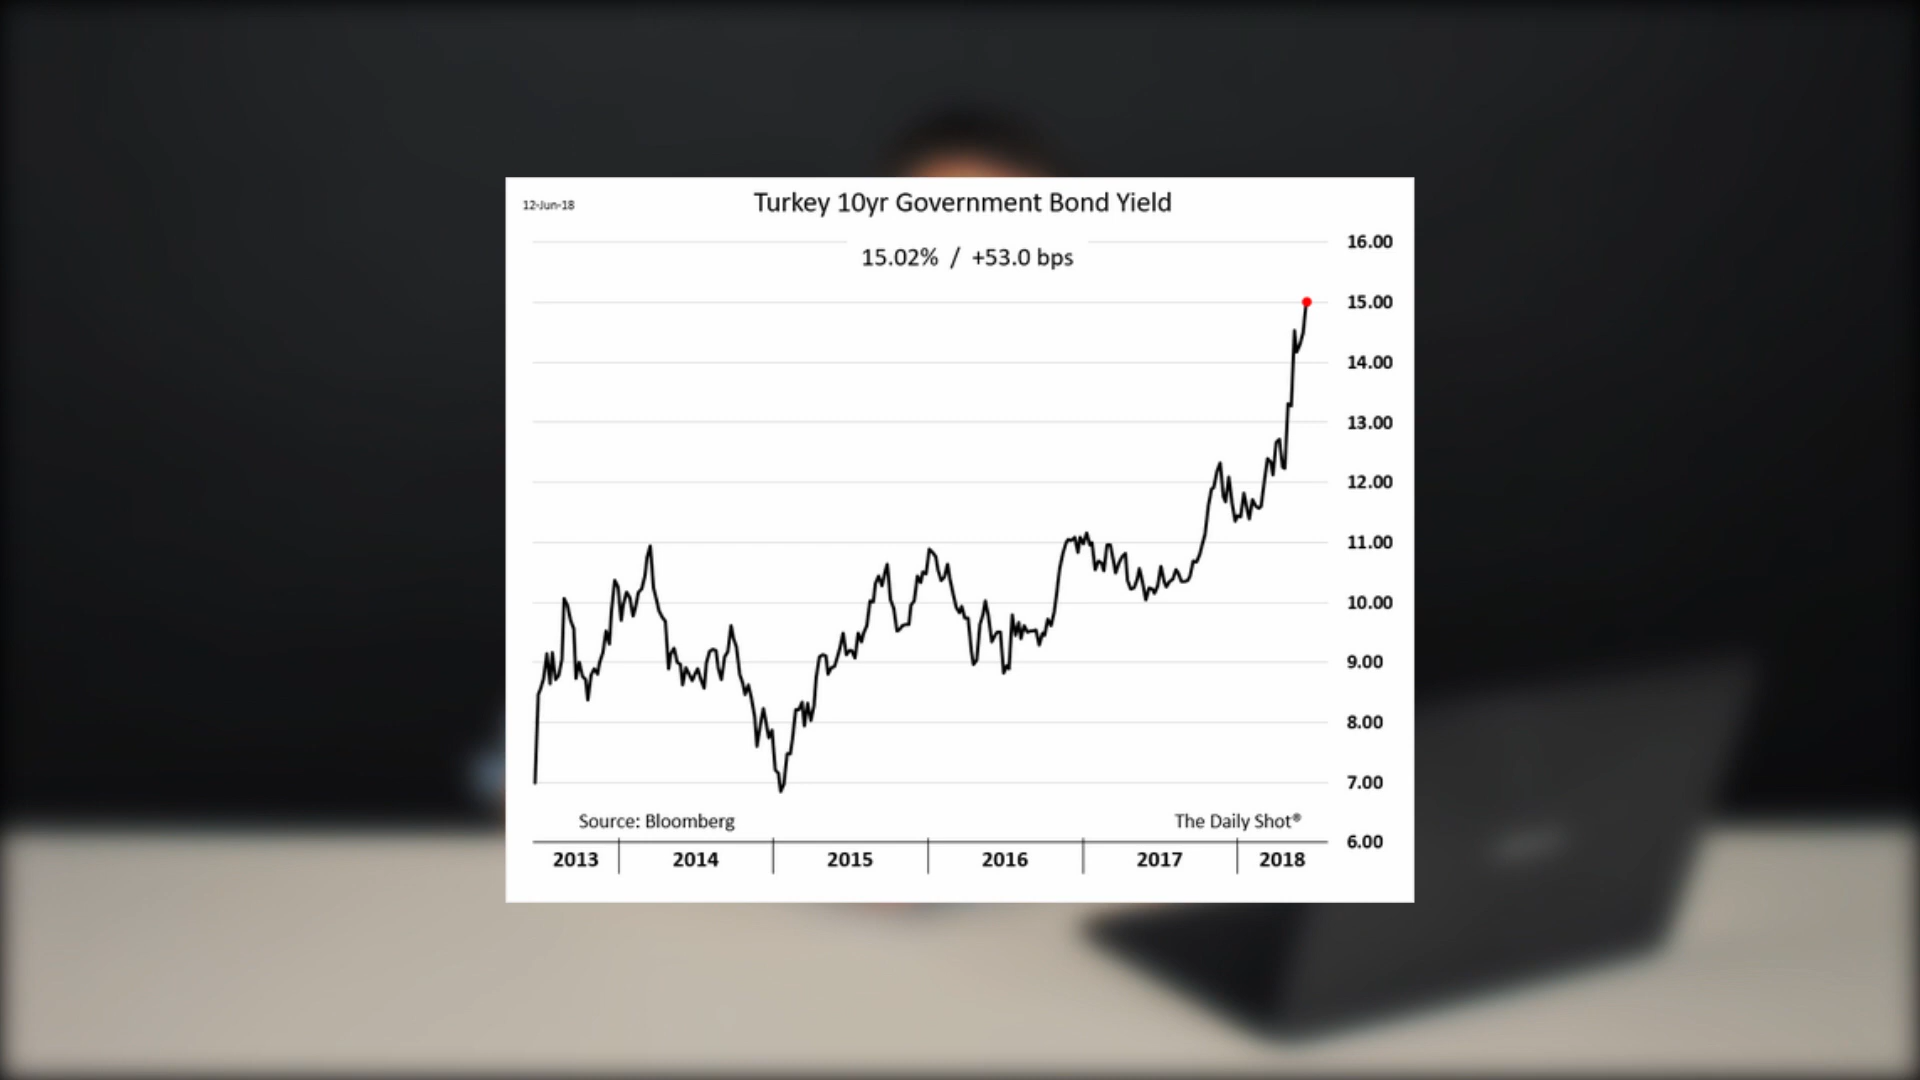 12-Jun-18
Turkey 10yr Government Bond Yield
15.02% / +53.0 bps
16.00
15.00
14.00
13.00
12.00
11.00
10.00
9.00
8.00
7.00
6.00
Source: Bloomberg
The Daily Shot®
2013 2014 2015 2016 2017 2018